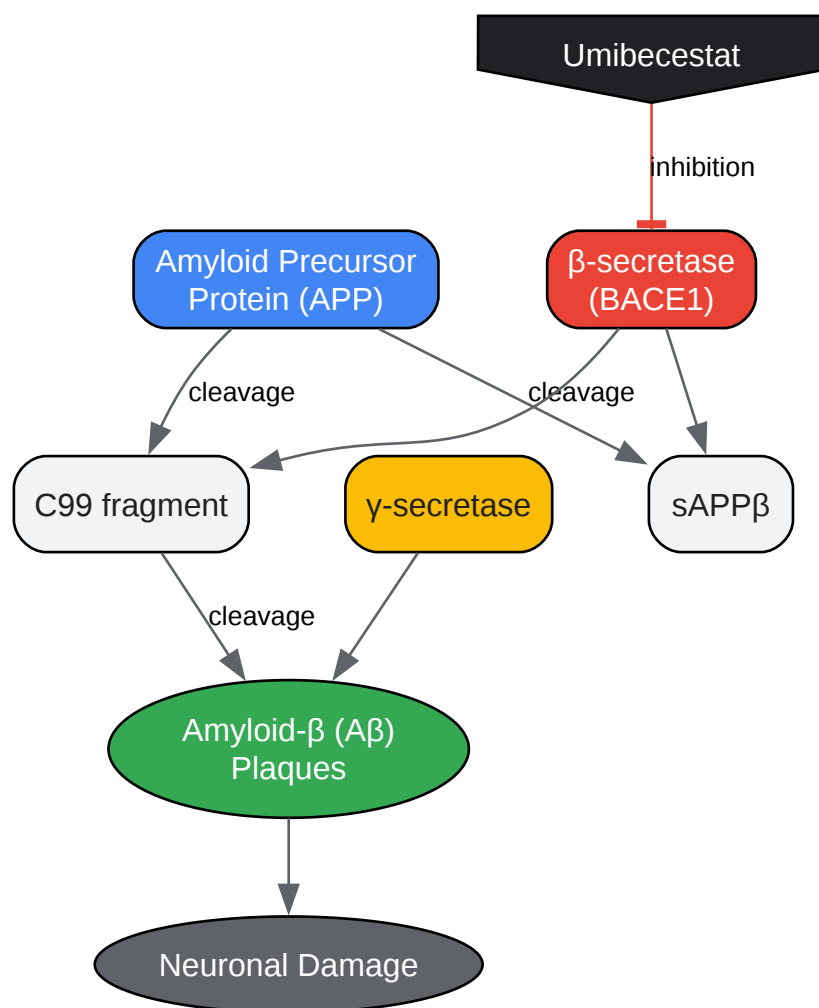 Umibecestat
inhibition
Amyloid Precursor
Protein (APP)
β-secretase
(BACE1)
cleavage
cleavage
C99 fragment
γ-secretase
sAPPβ
cleavage
Amyloid-β (Aβ)
Plaques
Neuronal Damage